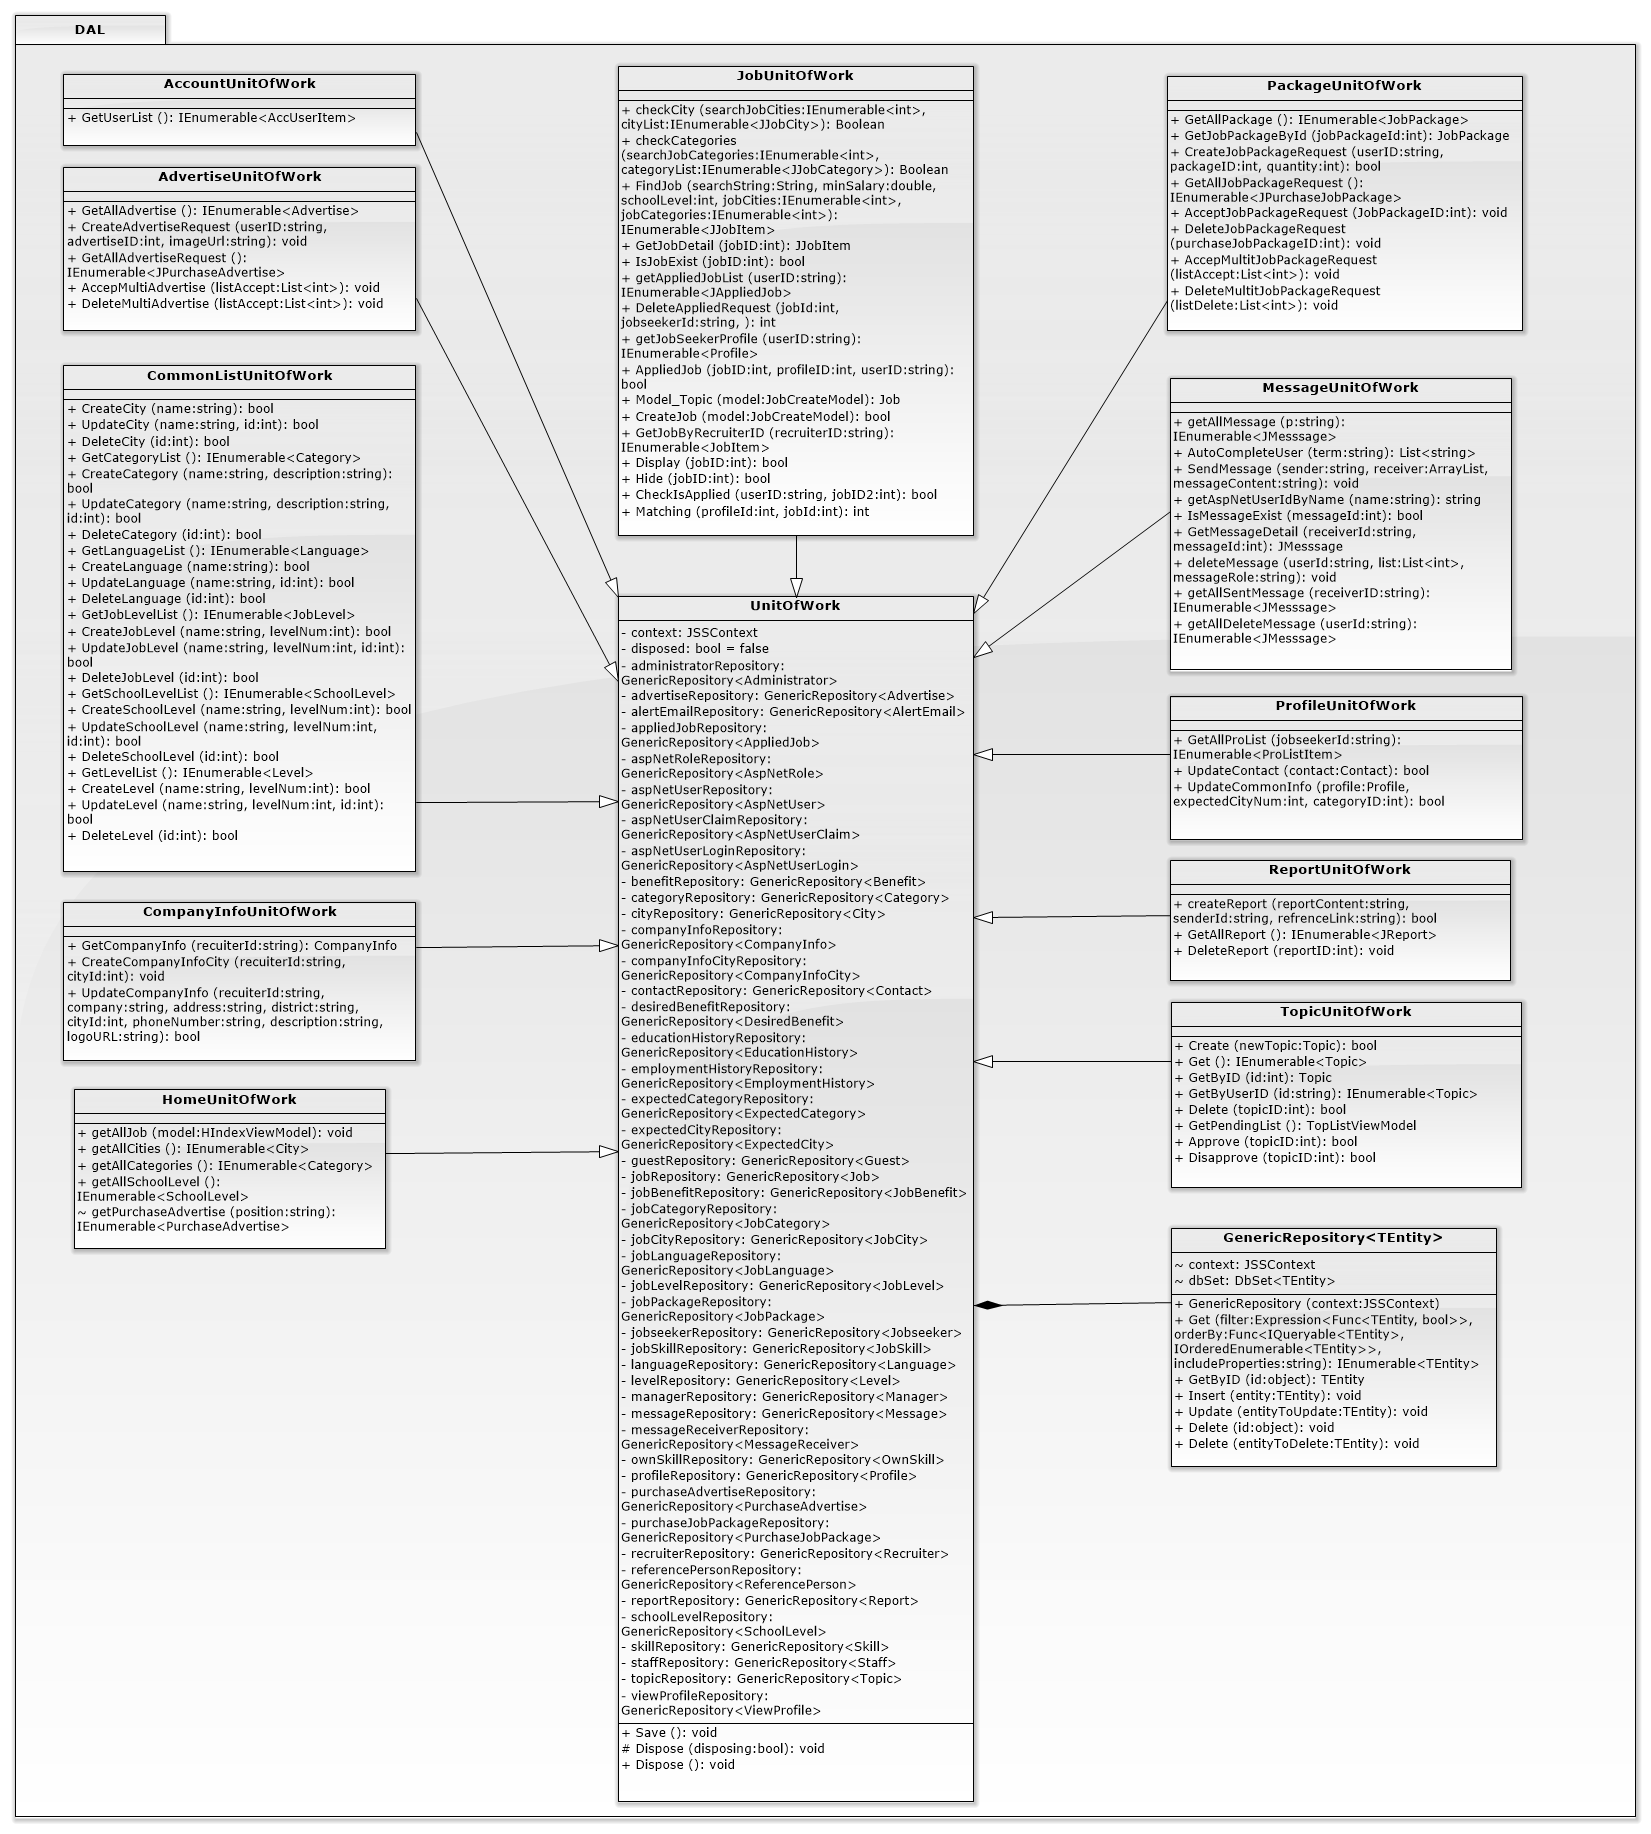 DAL
AccountUnitOfWork
+ GetUserList (): IEnumerable<AccUserItem>
AdvertiseUnitOfWork
+ GetAllAdvertise (): IEnumerable<Advertise>
+ CreateAdvertiseRequest (userID:string,
advertiseID:int, imageUrl:string): void
+ GetAllAdvertiseRequest ():
IEnumerable<JPurchaseAdvertise>
+ AccepMultiAdvertise (listAccept:List<int>): void
+ DeleteMultiAdvertise (listAccept:List<int>): void
CommonListUnitOfWork
+ CreateCity (name:string): bool
+ UpdateCity (name:string, id:int): bool
+ DeleteCity (id:int): bool
+ GetCategoryList (): IEnumerable<Category>
+ CreateCategory (name:string, description:string):
bool
+ UpdateCategory (name:string, description:string,
id:int): bool
+ DeleteCategory (id:int): bool
+ GetLanguageList (): IEnumerable<Language>
+ CreateLanguage (name:string): bool
+ UpdateLanguage (name:string, id:int): bool
+ DeleteLanguage (id:int): bool
+ GetJobLevelList (): IEnumerable<JobLevel>
+ CreateJobLevel (name:string, levelNum:int): bool
+ UpdateJobLevel (name:string, levelNum:int, id:int):
bool
+ DeleteJobLevel (id:int): bool
+ GetSchoolLevelList (): IEnumerable<SchoolLevel>
+ CreateSchoolLevel (name:string, levelNum:int): bool
+ UpdateSchoolLevel (name:string, levelNum:int,
id:int): bool
+ DeleteSchoolLevel (id:int): bool
+ GetLevelList (): IEnumerable<Level>
+ CreateLevel (name:string, levelNum:int): bool
+ UpdateLevel (name:string, levelNum:int, id:int):
bool
+ DeleteLevel (id:int): bool
CompanyInfoUnitOfWork
+ GetCompanyInfo (recuiterId:string): CompanyInfo
+ CreateCompanyInfoCity (recuiterId:string,
cityId:int): void
+ UpdateCompanyInfo (recuiterId:string,
company:string, address:string, district:string,
cityId:int, phoneNumber:string, description:string,
logoURL:string): bool
HomeUnitOfWork
+ getAllJob (model:HIndexViewModel): void
+ getAllCities (): IEnumerable<City>
+ getAllCategories (): IEnumerable<Category>
+ getAllSchoolLevel ():
IEnumerable<SchoolLevel>
~ getPurchaseAdvertise (position:string):
IEnumerable<PurchaseAdvertise>
JobUnitOfWork
+ checkCity (searchJobCities:IEnumerable<int>,
cityList:IEnumerable<JJobCity>): Boolean
+ checkCategories
(searchJobCategories:IEnumerable<int>,
categoryList:IEnumerable<JJobCategory>): Boolean
+ FindJob (searchString:String, minSalary:double,
schoolLevel:int, jobCities:IEnumerable<int>,
jobCategories:IEnumerable<int>):
IEnumerable<JJobItem>
+ GetJobDetail (jobID:int): JJobItem
+ IsJobExist (jobID:int): bool
+ getAppliedJobList (userID:string):
IEnumerable<JAppliedJob>
+ DeleteAppliedRequest (jobId:int,
jobseekerId:string, ): int
+ getJobSeekerProfile (userID:string):
IEnumerable<Profile>
+ AppliedJob (jobID:int, profileID:int, userID:string):
bool
+ Model_Topic (model:JobCreateModel): Job
+ CreateJob (model:JobCreateModel): bool
+ GetJobByRecruiterID (recruiterID:string):
IEnumerable<JobItem>
+ Display (jobID:int): bool
+ Hide (jobID:int): bool
+ CheckIsApplied (userID:string, jobID2:int): bool
+ Matching (profileId:int, jobId:int): int
UnitOfWork
- context: JSSContext
- disposed: bool = false
- administratorRepository:
GenericRepository<Administrator>
- advertiseRepository: GenericRepository<Advertise>
- alertEmailRepository: GenericRepository<AlertEmail>
- appliedJobRepository:
GenericRepository<AppliedJob>
- aspNetRoleRepository:
GenericRepository<AspNetRole>
- aspNetUserRepository:
GenericRepository<AspNetUser>
- aspNetUserClaimRepository:
GenericRepository<AspNetUserClaim>
- aspNetUserLoginRepository:
GenericRepository<AspNetUserLogin>
- benefitRepository: GenericRepository<Benefit>
- categoryRepository: GenericRepository<Category>
- cityRepository: GenericRepository<City>
- companyInfoRepository:
GenericRepository<CompanyInfo>
- companyInfoCityRepository:
GenericRepository<CompanyInfoCity>
- contactRepository: GenericRepository<Contact>
- desiredBenefitRepository:
GenericRepository<DesiredBenefit>
- educationHistoryRepository:
GenericRepository<EducationHistory>
- employmentHistoryRepository:
GenericRepository<EmploymentHistory>
- expectedCategoryRepository:
GenericRepository<ExpectedCategory>
- expectedCityRepository:
GenericRepository<ExpectedCity>
- guestRepository: GenericRepository<Guest>
- jobRepository: GenericRepository<Job>
- jobBenefitRepository: GenericRepository<JobBenefit>
- jobCategoryRepository:
GenericRepository<JobCategory>
- jobCityRepository: GenericRepository<JobCity>
- jobLanguageRepository:
GenericRepository<JobLanguage>
- jobLevelRepository: GenericRepository<JobLevel>
- jobPackageRepository:
GenericRepository<JobPackage>
- jobseekerRepository: GenericRepository<Jobseeker>
- jobSkillRepository: GenericRepository<JobSkill>
- languageRepository: GenericRepository<Language>
- levelRepository: GenericRepository<Level>
- managerRepository: GenericRepository<Manager>
- messageRepository: GenericRepository<Message>
- messageReceiverRepository:
GenericRepository<MessageReceiver>
- ownSkillRepository: GenericRepository<OwnSkill>
- profileRepository: GenericRepository<Profile>
- purchaseAdvertiseRepository:
GenericRepository<PurchaseAdvertise>
- purchaseJobPackageRepository:
GenericRepository<PurchaseJobPackage>
- recruiterRepository: GenericRepository<Recruiter>
- referencePersonRepository:
GenericRepository<ReferencePerson>
- reportRepository: GenericRepository<Report>
- schoolLevelRepository:
GenericRepository<SchoolLevel>
- skillRepository: GenericRepository<Skill>
- staffRepository: GenericRepository<Staff>
- topicRepository: GenericRepository<Topic>
- viewProfileRepository:
GenericRepository<ViewProfile>
+ Save (): void
# Dispose (disposing:bool): void
+ Dispose (): void
PackageUnitOfWork
+ GetAllPackage (): IEnumerable<JobPackage>
+ GetJobPackageById (jobPackageId:int): JobPackage
+ CreateJobPackageRequest (userID:string,
packageID:int, quantity:int): bool
+ GetAllJobPackageRequest ():
IEnumerable<JPurchaseJobPackage>
+ AcceptJobPackageRequest (JobPackageID:int): void
+ DeleteJobPackageRequest
(purchaseJobPackageID:int): void
+ AccepMultitJobPackageRequest
(listAccept:List<int>): void
+ DeleteMultitJobPackageRequest
(listDelete:List<int>): void
MessageUnitOfWork
+ getAllMessage (p:string):
IEnumerable<JMesssage>
+ AutoCompleteUser (term:string): List<string>
+ SendMessage (sender:string, receiver:ArrayList,
messageContent:string): void
+ getAspNetUserIdByName (name:string): string
+ IsMessageExist (messageId:int): bool
+ GetMessageDetail (receiverId:string,
messageId:int): JMesssage
+ deleteMessage (userId:string, list:List<int>,
messageRole:string): void
+ getAllSentMessage (receiverID:string):
IEnumerable<JMesssage>
+ getAllDeleteMessage (userId:string):
IEnumerable<JMesssage>
ProfileUnitOfWork
+ GetAllProList (jobseekerId:string):
IEnumerable<ProListItem>
+ UpdateContact (contact:Contact): bool
+ UpdateCommonInfo (profile:Profile,
expectedCityNum:int, categoryID:int): bool
ReportUnitOfWork
+ createReport (reportContent:string,
senderId:string, refrenceLink:string): bool
+ GetAllReport (): IEnumerable<JReport>
+ DeleteReport (reportID:int): void
TopicUnitOfWork
+ Create (newTopic:Topic): bool
+ Get (): IEnumerable<Topic>
+ GetByID (id:int): Topic
+ GetByUserID (id:string): IEnumerable<Topic>
+ Delete (topicID:int): bool
+ GetPendingList (): TopListViewModel
+ Approve (topicID:int): bool
+ Disapprove (topicID:int): bool
GenericRepository<TEntity>
~ context: JSSContext
~ dbSet: DbSet<TEntity>
+ GenericRepository (context:JSSContext)
+ Get (filter:Expression<Func<TEntity, bool>>,
orderBy:Func<IQueryable<TEntity>,
IOrderedEnumerable<TEntity>>,
includeProperties:string): IEnumerable<TEntity>
+ GetByID (id:object): TEntity
+ Insert (entity:TEntity): void
+ Update (entityToUpdate:TEntity): void
+ Delete (id:object): void
+ Delete (entityToDelete:TEntity): void